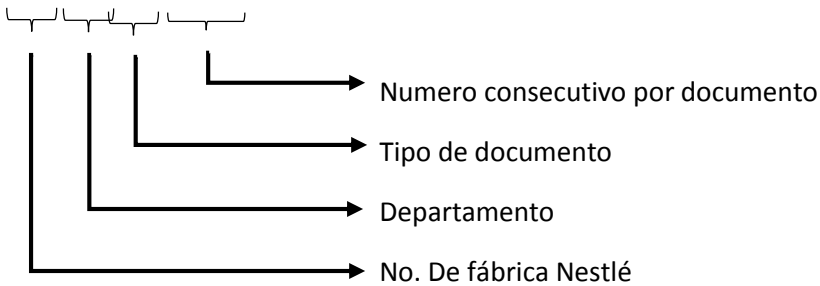 Numero consecutivo por documento
Tipo de documento
Departamento
No. De fábrica Nestlé